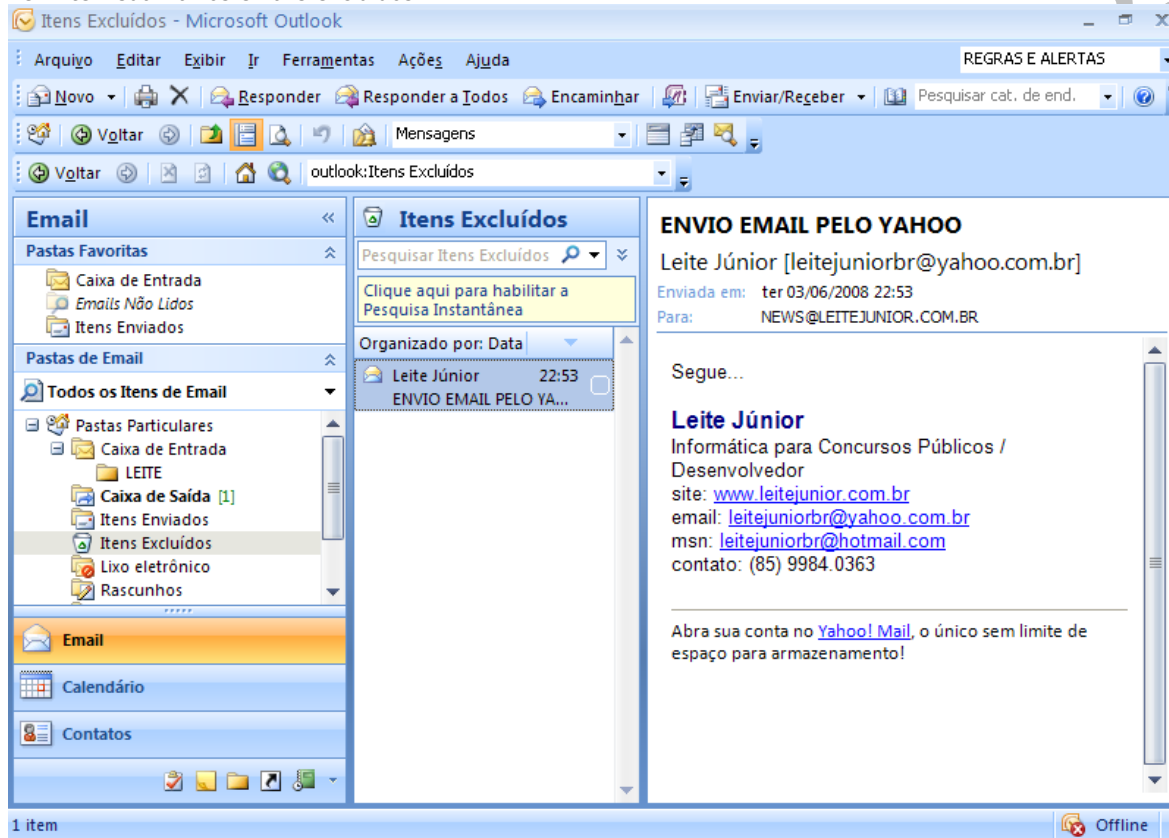 Itens Excluídos - Microsoft Outlook
Arquivo Editar Exibir Ir Ferramentas Ações Ajuda REGRAS E ALERTAS
Novo Responder Responder a Todos Encaminhar Enviar/Receber Pesquisar cat. de end.
Voltar Mensagens
Voltar outlook:Itens Excluídos
Email
Pastas Favoritas
Caixa de Entrada
Emails Não Lidos
Itens Enviados
Pastas de Email
Todos os Itens de Email
Pastas Particulares
Caixa de Entrada
LEITE
Caixa de Saída [1]
Itens Enviados
Itens Excluídos
Lixo eletrônico
Rascunhos
Email
Calendário
Contatos
Itens Excluídos
Pesquisar Itens Excluídos
Clique aqui para habilitar a
Pesquisa Instantânea
Organizado por: Data
Leite Júnior 22:53
ENVIO EMAIL PELO YA...
ENVIO EMAIL PELO YAHOO
Leite Júnior [leitejuniorbr@yahoo.com.br]
Enviada em: ter 03/06/2008 22:53
Para: NEWS@LEITEJUNIOR.COM.BR
Segue...
Leite Júnior
Informática para Concursos Públicos /
Desenvolvedor
site: www.leitejunior.com.br
email: leitejuniorbr@yahoo.com.br
msn: leitejuniorbr@hotmail.com
contato: (85) 9984.0363
Abra sua conta no Yahoo! Mail, o único sem limite de
espaço para armazenamento!
1 item Offline